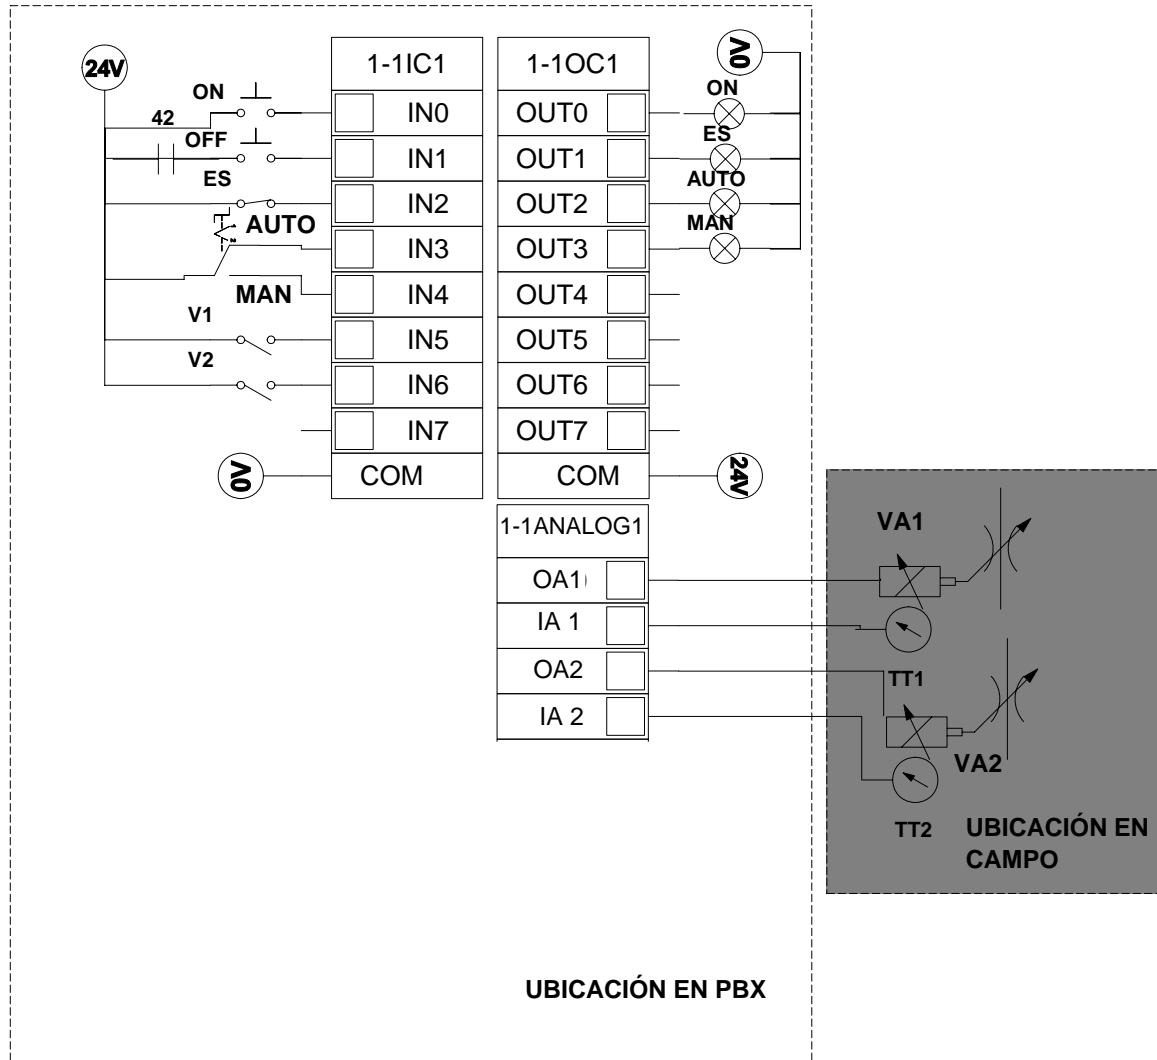 24V
ON
42
OFF
ES
AUTO
MAN
V1
V2
0V
1-1IC1
IN0
IN1
IN2
IN3
IN4
IN5
IN6
IN7
COM
1-1OC1
OUT0
OUT1
OUT2
OUT3
OUT4
OUT5
OUT6
OUT7
COM
0V
ON
ES
AUTO
MAN
24V
1-1ANALOG1
OA1
IA 1
OA2
IA 2
VA1
TT1
VA2
TT2
UBICACIÓN EN
CAMPO
UBICACIÓN EN PBX